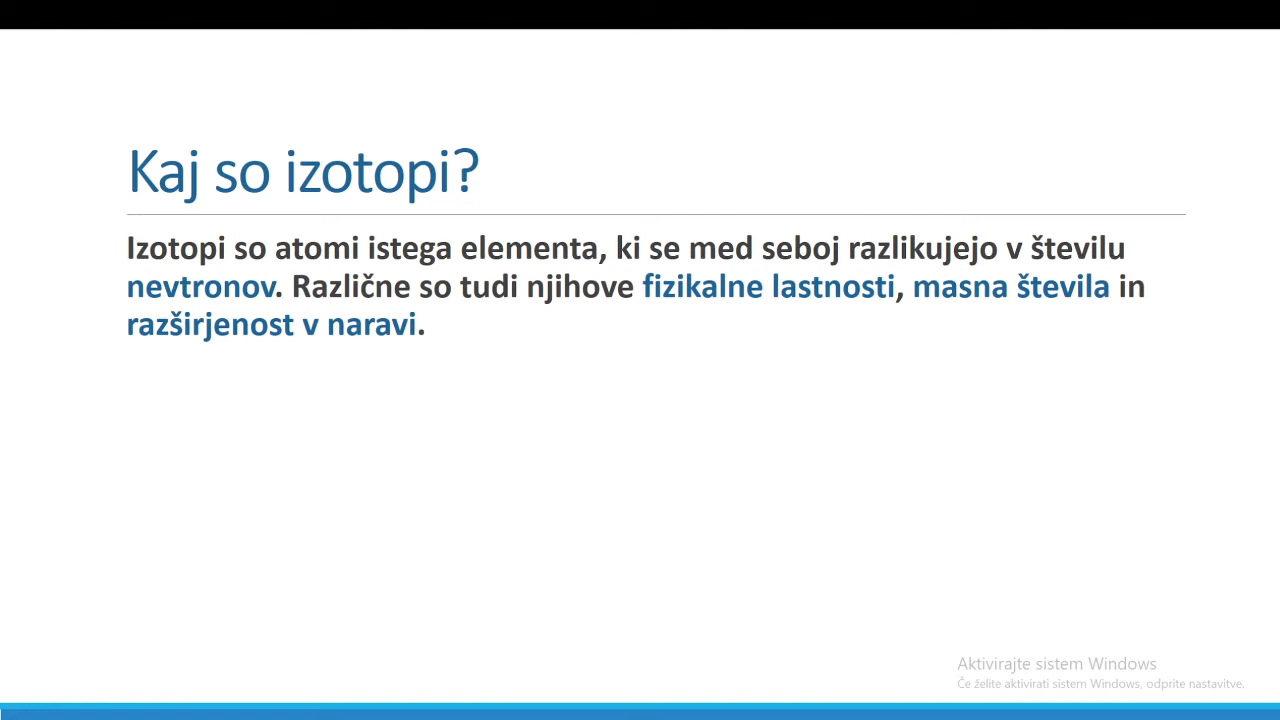 Kaj so izotopi?
Izotopi so atomi istega elementa, ki se med seboj razlikujejo v številu
nevtronov. Različne so tudi njihove fizikalne lastnosti, masna števila in
razširjenost v naravi.
Aktivirajte sistem Windows
Če želite aktivirati sistem Windows, odprite nastavitve.